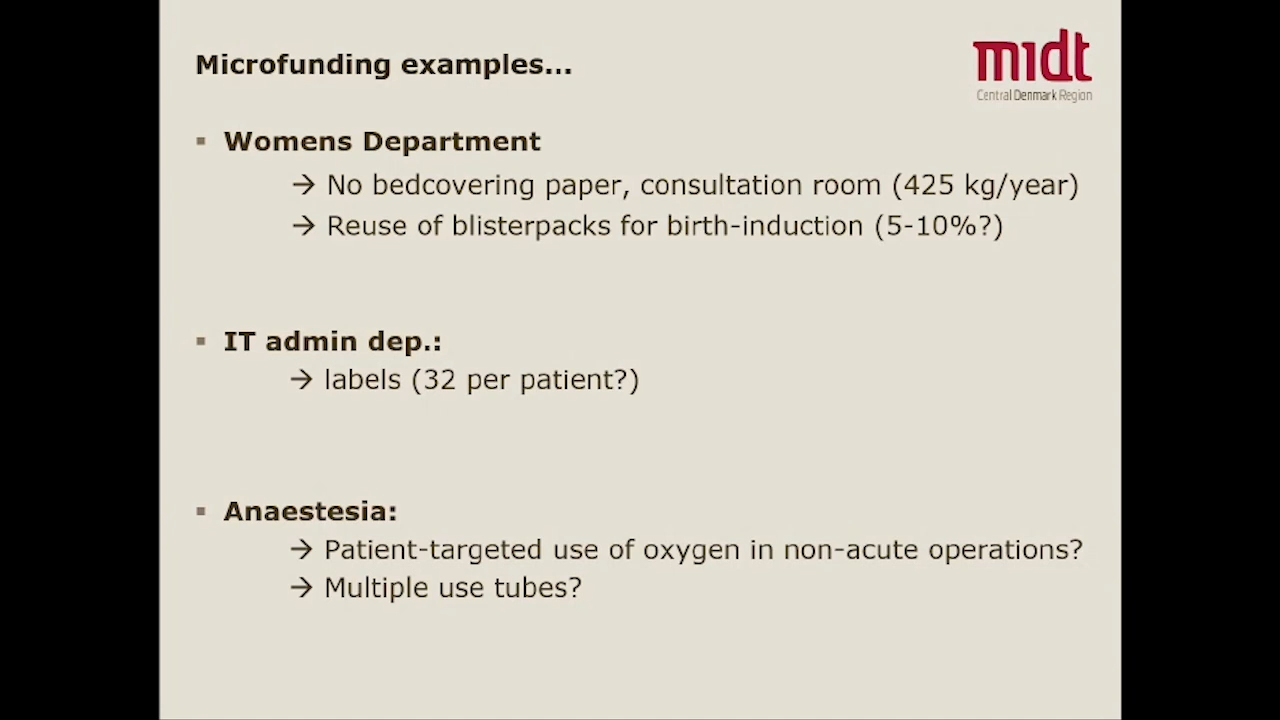 Microfunding examples...
midt
Central Denmark Region
▪ Womens Department
→ No bedcovering paper, consultation room (425 kg/year)
→ Reuse of blisterpacks for birth-induction (5-10%?)
▪ IT admin dep.:
→ labels (32 per patient?)
▪ Anaestesia:
→ Patient-targeted use of oxygen in non-acute operations?
→ Multiple use tubes?